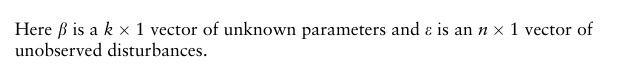 Here β is a k × 1 vector of unknown parameters and ε is an n × 1 vector of
unobserved disturbances.